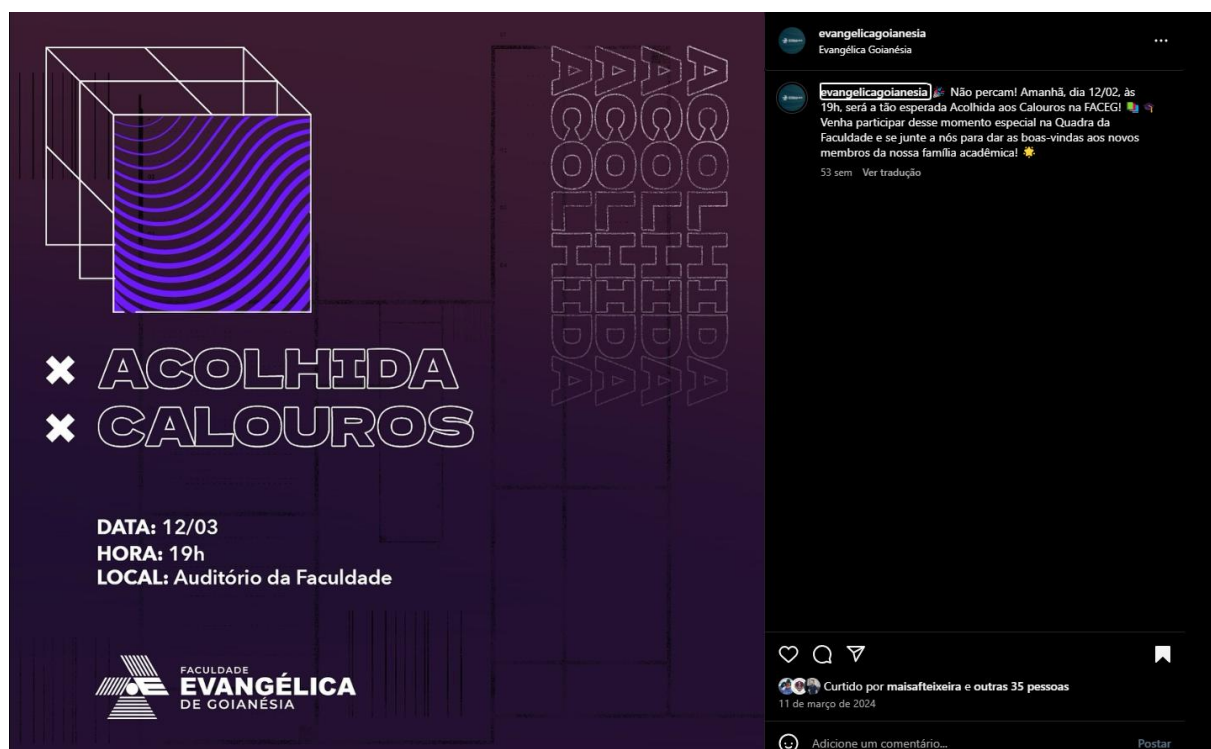 ACOLHIDA
ACOLHIDA
ACOLHIDA
ACOLHIDA
ACOLHIDA
CALOUROS
DATA: 12/03
HORA: 19h
LOCAL: Auditório da Faculdade
FACULDADE
EVANGÉLICA
DE GOIANÉSIA
evangelicagoianesia
Evangélica Goianésia
evangelicagoianesia 🎉 Não percam! Amanhã, dia 12/02, às
19h, será a tão esperada Acolhida aos Calouros na FACEG! 📚 🎓
Venha participar desse momento especial na Quadra da
Faculdade e se junte a nós para dar as boas-vindas aos novos
membros da nossa família acadêmica! 🌟
53 sem Ver tradução
Curtido por maisafteixeira e outras 35 pessoas
11 de março de 2024
Adicione um comentário... Postar